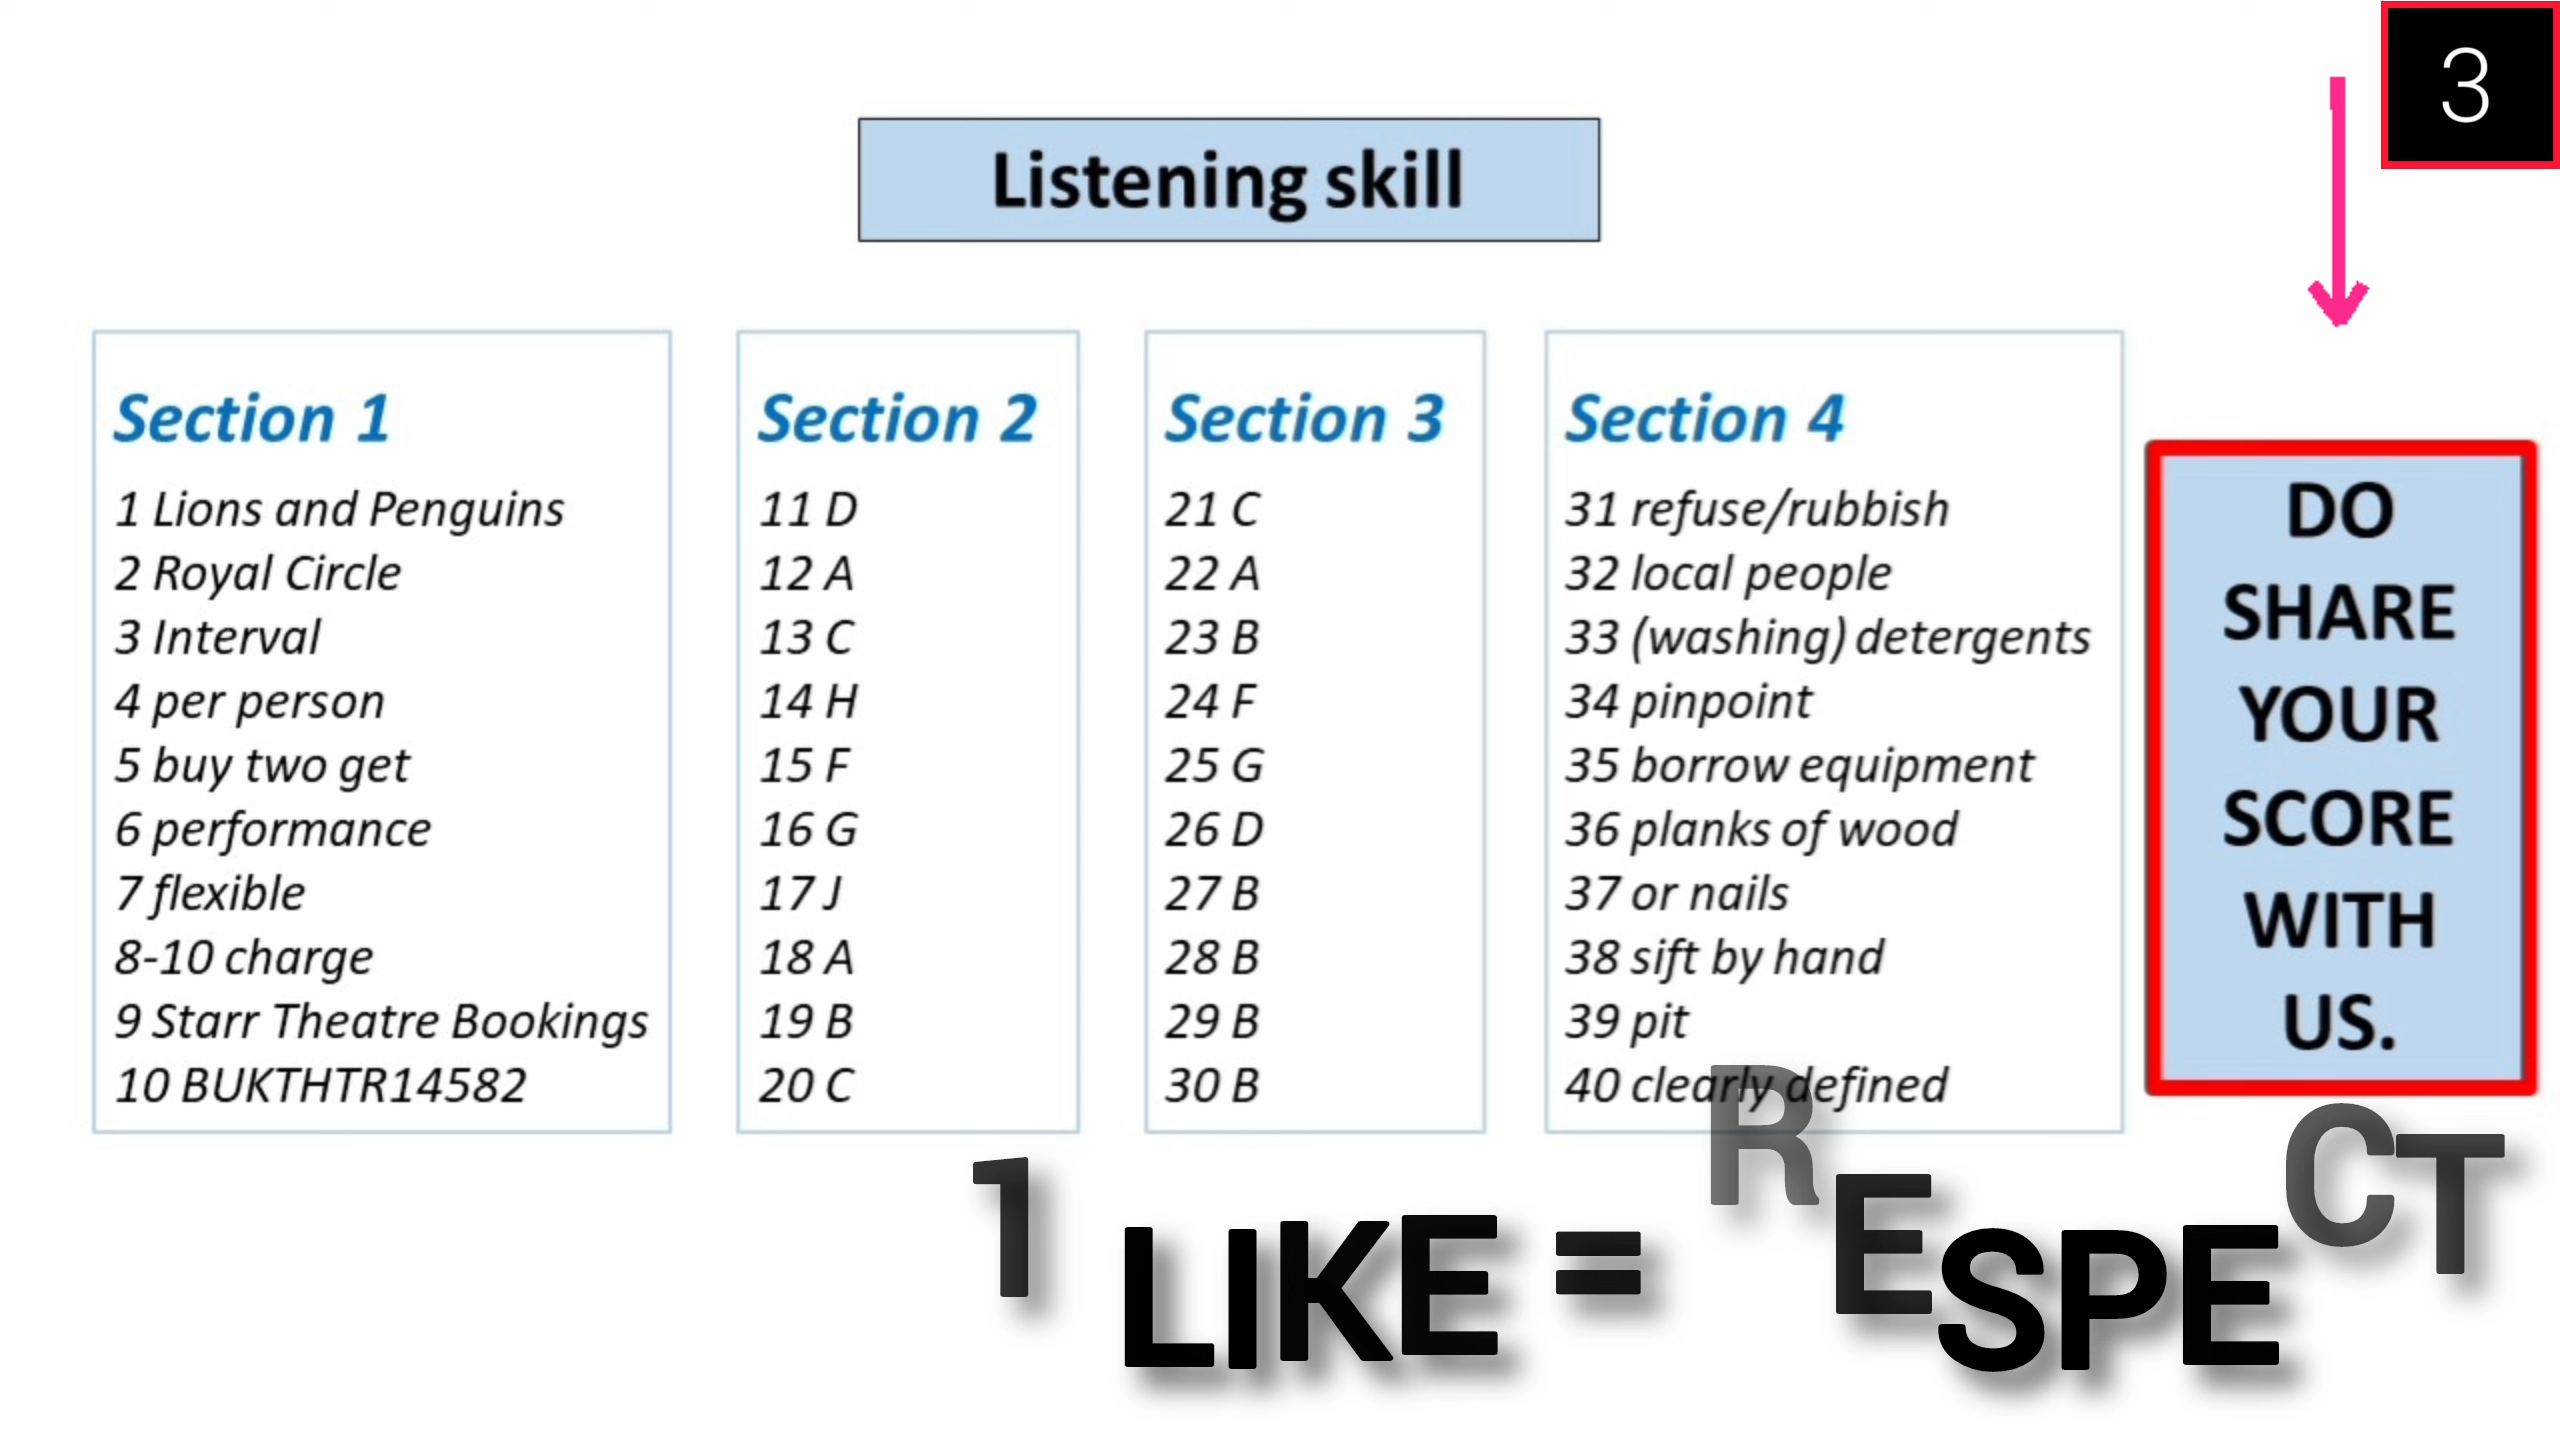 3
Listening skill
Section 1
1 Lions and Penguins
2 Royal Circle
3 Interval
4 per person
5 buy two get
6 performance
7 flexible
8-10 charge
9 Starr Theatre Bookings
10 BUKTHTR14582
Section 2
11 D
12 A
13 C
14 H
15 F
16 G
17 J
18 A
19 B
20 C
Section 3
21 C
22 A
23 B
24 F
25 G
26 D
27 B
28 B
29 B
30 B
Section 4
31 refuse/rubbish
32 local people
33 (washing) detergents
34 pinpoint
35 borrow equipment
36 planks of wood
37 or nails
38 sift by hand
39 pit
40 clearly defined
DO
SHARE
YOUR
SCORE
WITH
US.
1 LIKE = RESPECT